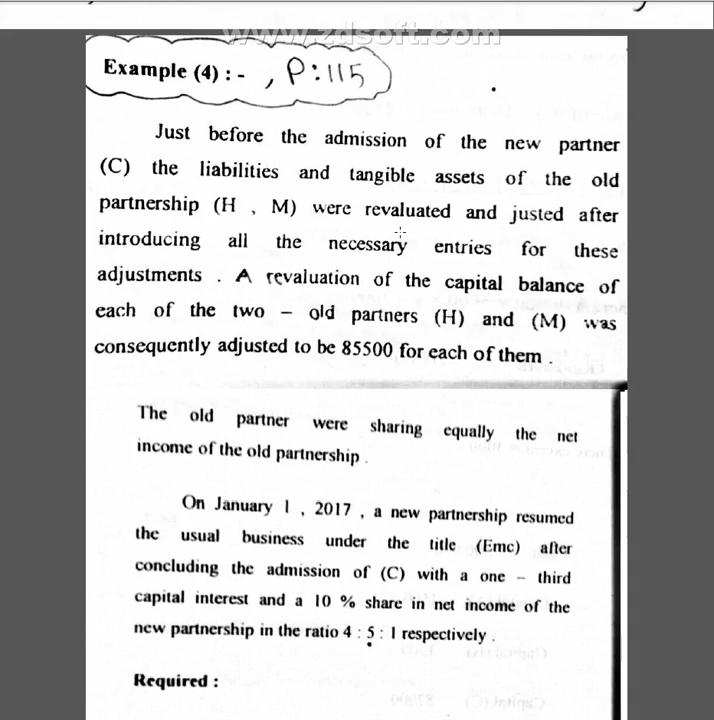 www.zdsoft.com
Example (4) : - , P:115
Just before the admission of the new partner
(C) the liabilities and tangible assets of the old
partnership (H , M) were revaluated and justed after
introducing all the necessary entries for these
adjustments . A revaluation of the capital balance of
each of the two – old partners (H) and (M) was
consequently adjusted to be 85500 for each of them .
The old partner were sharing equally the net
income of the old partnership .
On January 1 , 2017 , a new partnership resumed
the usual business under the title (Emc) after
concluding the admission of (C) with a one – third
capital interest and a 10 % share in net income of the
new partnership in the ratio 4 : 5 : 1 respectively .
Required :